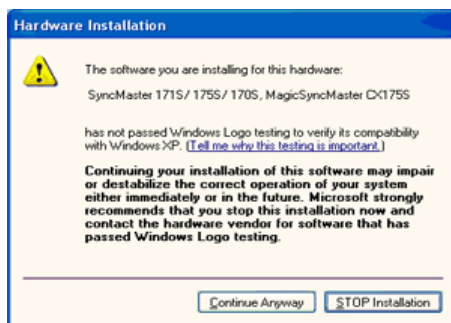 Hardware Installation
The software you are installing for this hardware:
SyncMaster 171S/ 175S/ 170S, MagicSyncMaster CX175S
has not passed Windows Logo testing to verify its compatibility
with Windows XP. (Tell me why this testing is important.)
Continuing your installation of this software may impair
or destabilize the correct operation of your system
either immediately or in the future. Microsoft strongly
recommends that you stop this installation now and
contact the hardware vendor for software that has
passed Windows Logo testing.
Continue Anyway
STOP Installation